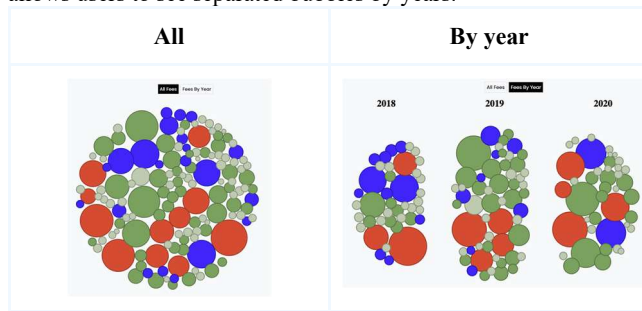 allows users to see separated bubbles by years.
All By year
All Fees Fees By Year
All Fees Fees By Year
2018 2019 2020